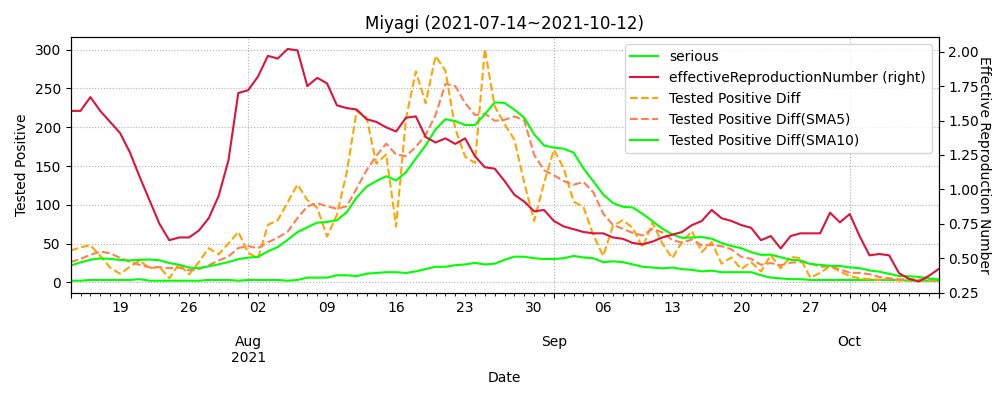 Miyagi (2021-07-14~2021-10-12)
300
250
200
150
100
50
0
Tested Positive
2.00
1.75
1.50
1.25
1.00
0.75
0.50
0.25
Effective Reproduction Number
serious
effectiveReproductionNumber (right)
Tested Positive Diff
Tested Positive Diff(SMA5)
Tested Positive Diff(SMA10)
19 26 02 09 16 23 30 06 13 20 27 04
Aug Sep Oct
2021
Date